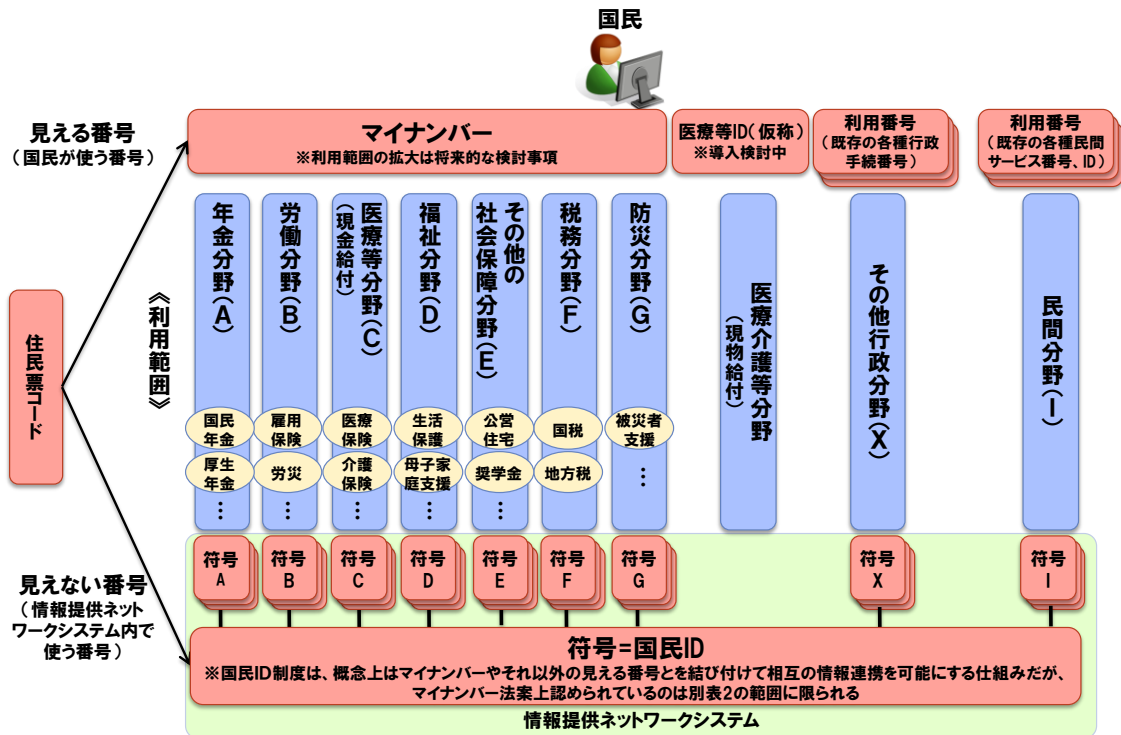 国民
見える番号
(国民が使う番号)
マイナンバー
※利用範囲の拡大は将来的な検討事項
医療等ID(仮称)
※導入検討中
利用番号
(既存の各種行政
手続番号)
利用番号
(既存の各種民間
サービス番号、ID)
住民票コード
《利用範囲》
年金分野(A)
国民
年金
厚生
年金
…
労働分野(B)
雇用
保険
労災
…
医療等分野(C)
(現金給付)
医療
保険
介護
保険
…
福祉分野(D)
生活
保護
母子家
庭支援
…
その他の
社会保障分野(E)
公営
住宅
奨学金
…
税務分野(F)
国税
地方税
防災分野(G)
被災者
支援
…
医療介護等分野
(現物給付)
その他行政分野(X)
民間分野(I)
見えない番号
(情報提供ネット
ワークシステム内で
使う番号)
符号
A
符号
B
符号
C
符号
D
符号
E
符号
F
符号
G
符号
X
符号
I
符号=国民ID
※国民ID制度は、概念上はマイナンバーやそれ以外の見える番号とを結び付けて相互の情報連携を可能にする仕組みだが、
マイナンバー法案上認められているのは別表2の範囲に限られる
情報提供ネットワークシステム